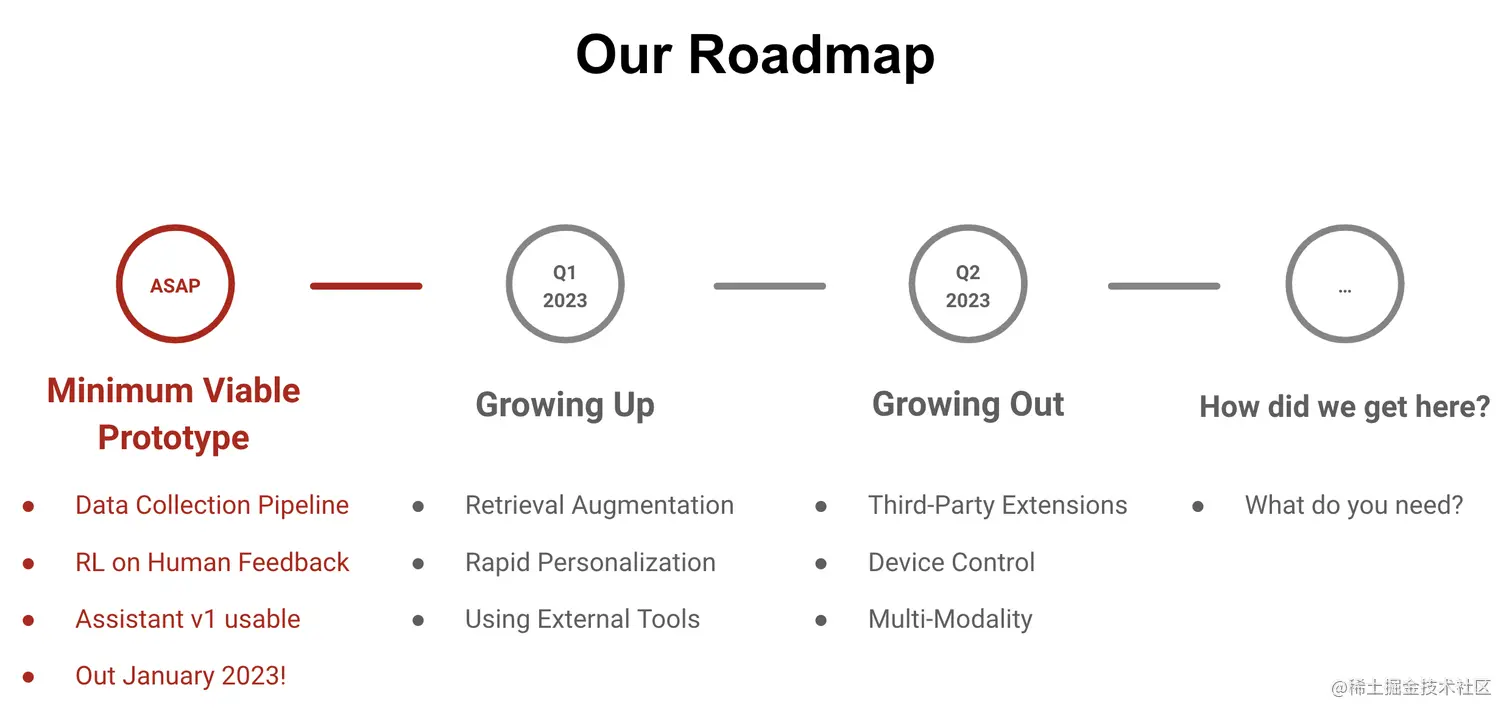 Our Roadmap
ASAP
Minimum Viable
Prototype
● Data Collection Pipeline
● RL on Human Feedback
● Assistant v1 usable
● Out January 2023!
Q1
2023
Growing Up
● Retrieval Augmentation
● Rapid Personalization
● Using External Tools
Q2
2023
Growing Out
● Third-Party Extensions
● Device Control
● Multi-Modality
...
How did we get here?
● What do you need?
@稀土掘金技术社区